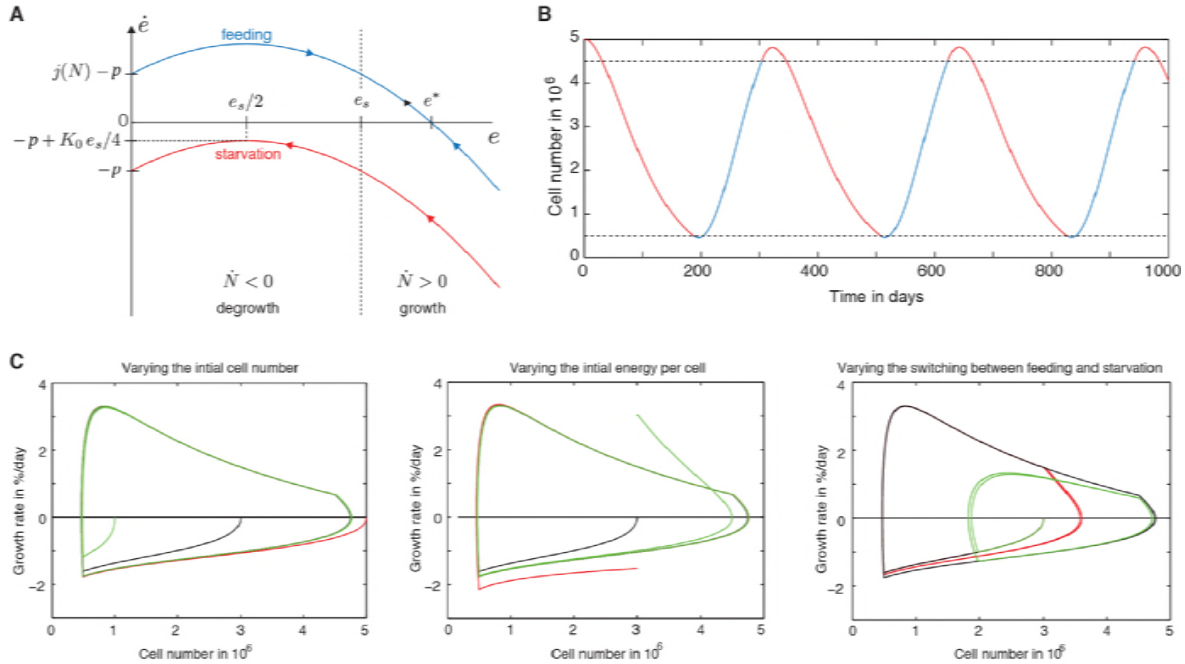 A
ė
feeding
j(N) − p
e_s/2
e_s
e*
0
e
−p + K₀ e_s/4
starvation
−p
Ṅ < 0
Ṅ > 0
degrowth
growth
B
Cell number in 10⁶
5
4
3
2
1
0
0
200
400
600
800
1000
Time in days
C
Varying the intial cell number
Growth rate in %/day
4
2
0
−2
0
1
2
3
4
5
Cell number in 10⁶
Varying the intial energy per cell
Growth rate in %/day
4
2
0
−2
0
1
2
3
4
5
Cell number in 10⁶
Varying the switching between feeding and starvation
Growth rate in %/day
4
2
0
−2
0
1
2
3
4
5
Cell number in 10⁶